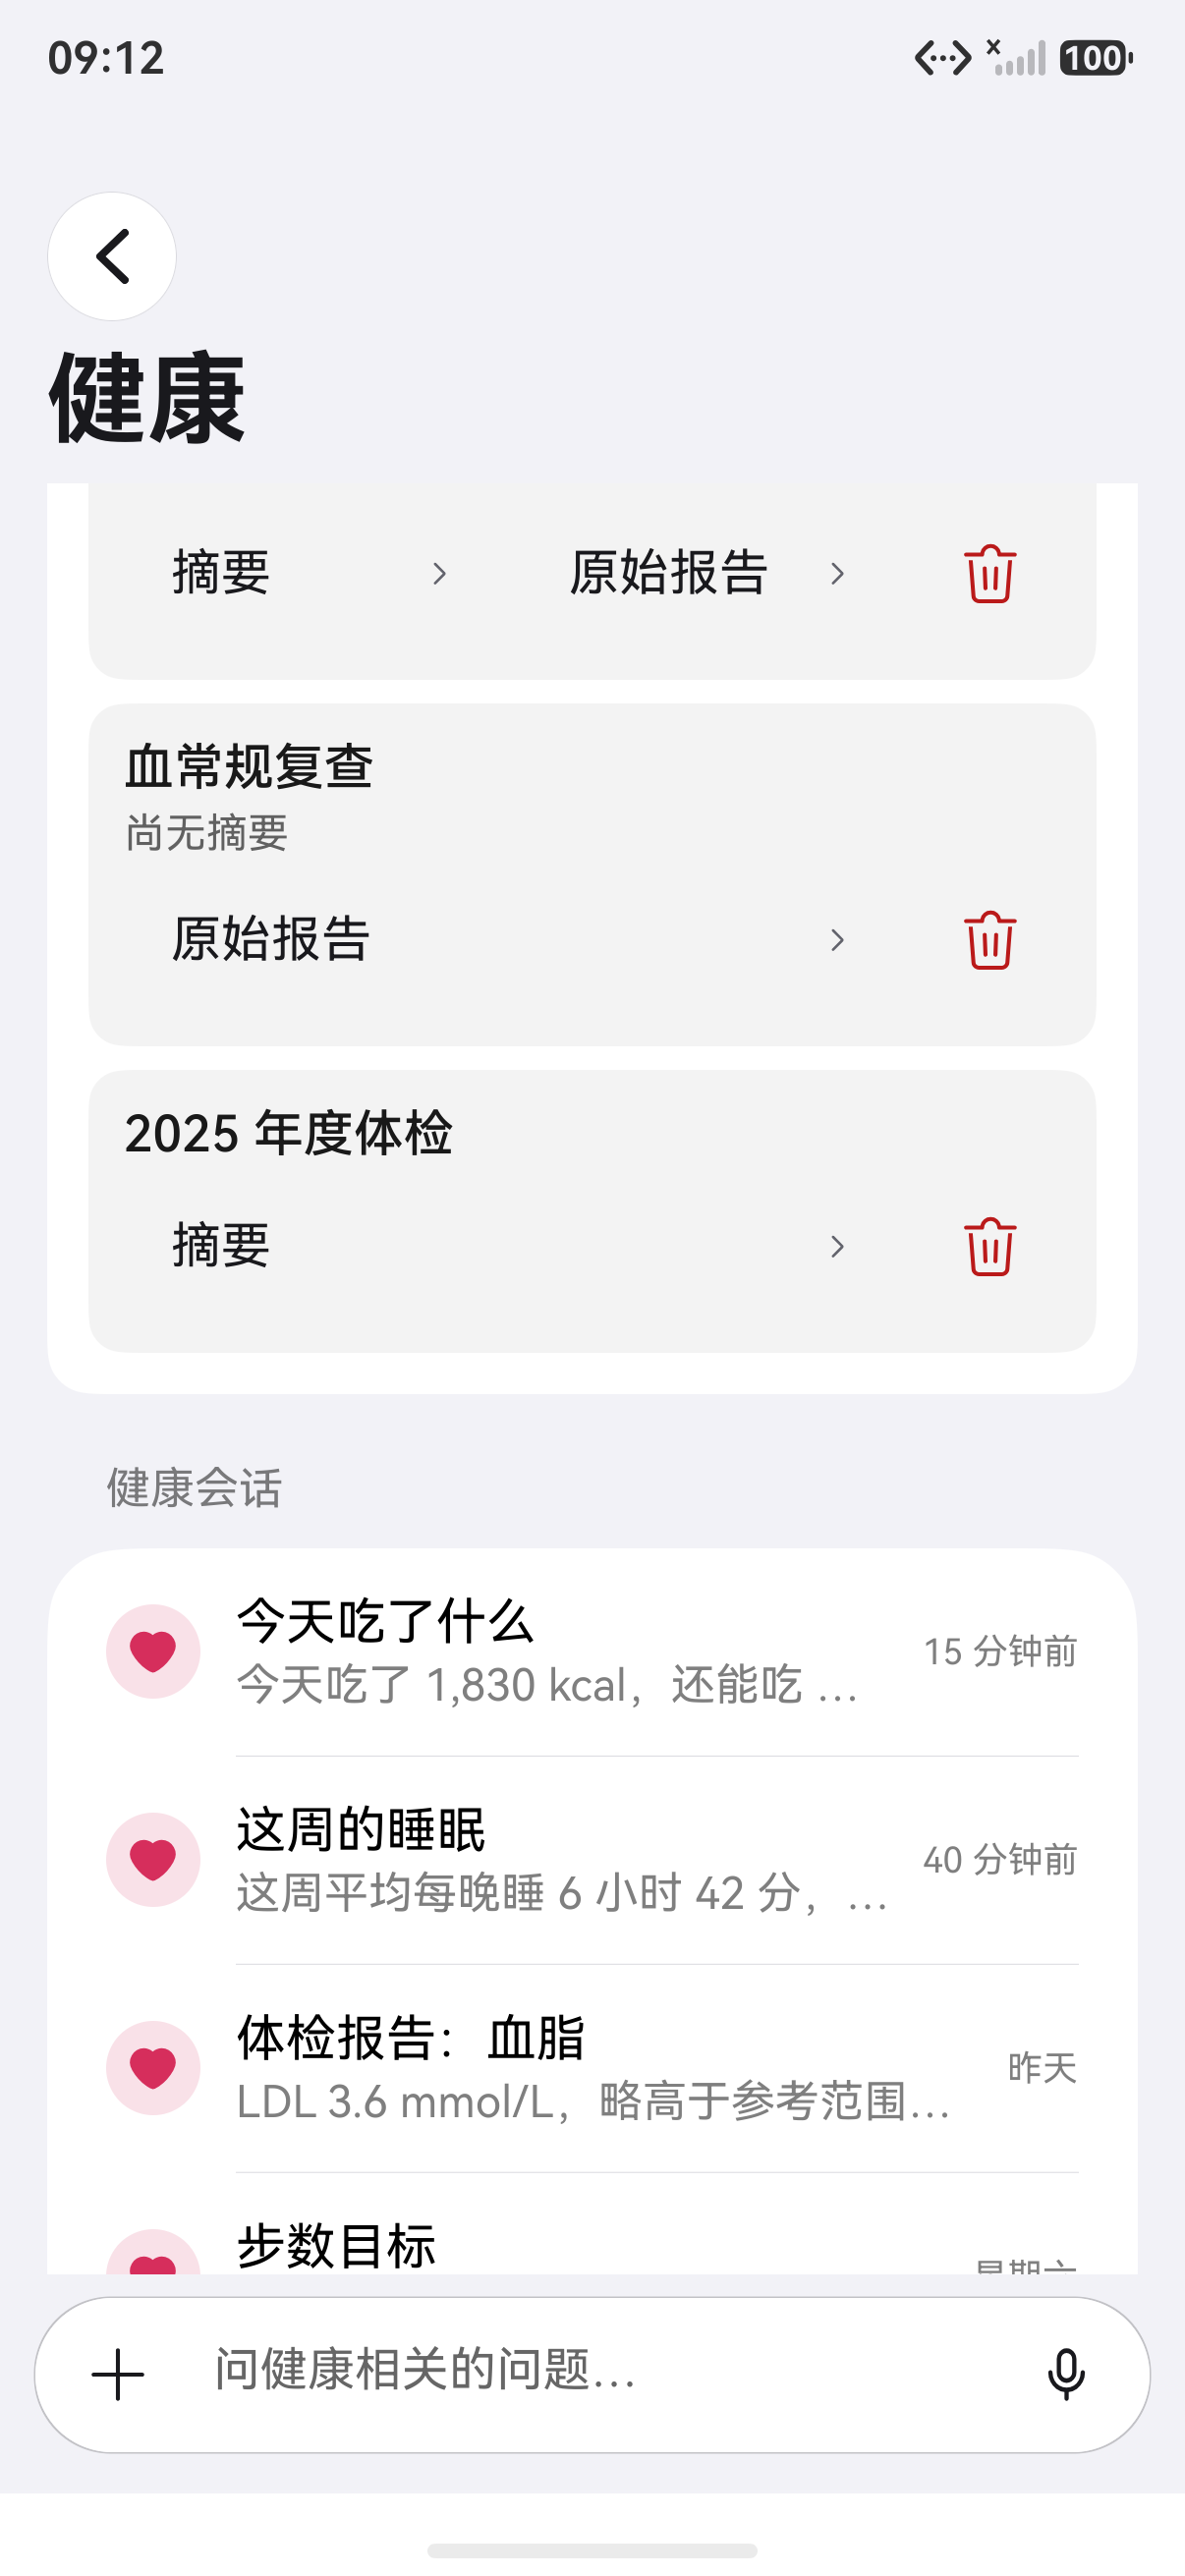 09:12
100
健康
摘要
原始报告
血常规复查
尚无摘要
原始报告
2025 年度体检
摘要
健康会话
今天吃了什么
15 分钟前
今天吃了 1,830 kcal，还能吃 …
这周的睡眠
40 分钟前
这周平均每晚睡 6 小时 42 分，…
体检报告：血脂
昨天
LDL 3.6 mmol/L，略高于参考范围…
步数目标
问健康相关的问题…